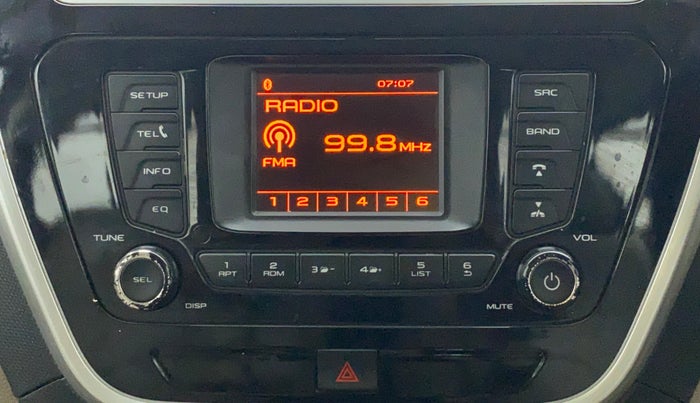 07:07
RADIO
99.8 MHz
FMA
1 2 3 4 5 6
SETUP
TEL
INFO
EQ
SRC
BAND
TUNE
VOL
SEL
DISP
MUTE
1 RPT
2 RDM
3 -
4 +
5 LIST
6